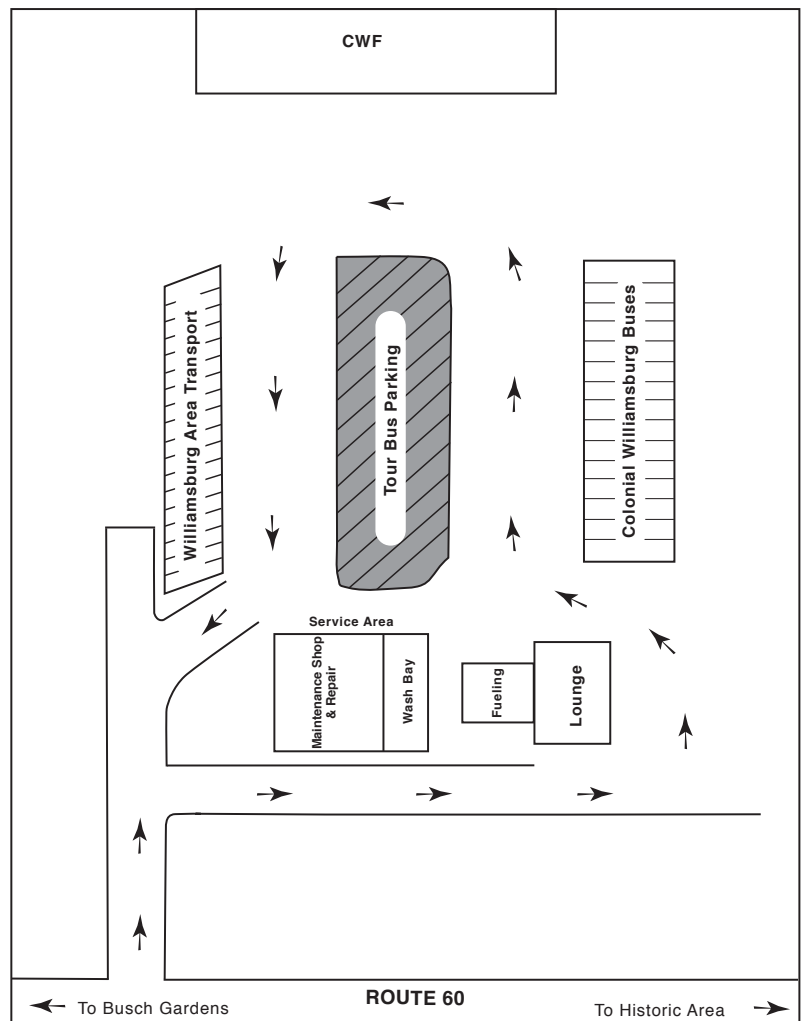 CWF
Williamsburg Area Transport
Tour Bus Parking
Colonial Williamsburg Buses
Service Area
Maintenance Shop
& Repair
Wash Bay
Fueling
Lounge
To Busch Gardens
ROUTE 60
To Historic Area